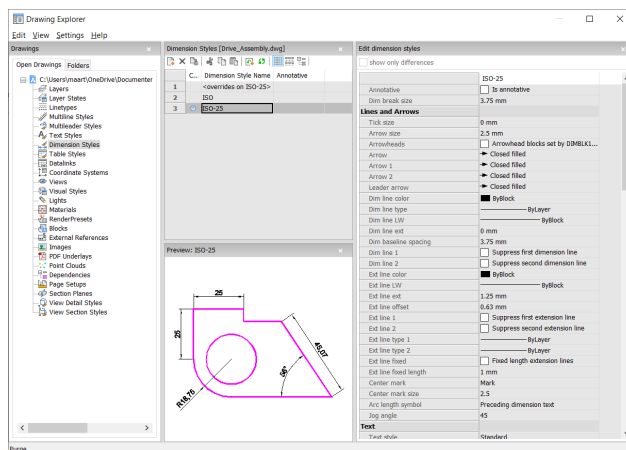 Drawing Explorer
Edit View Settings Help
Drawings
Open Drawings Folders
C:\Users\maart\OneDrive\Documenter
Layers
Layer States
Linetypes
Multiline Styles
Multileader Styles
Text Styles
Dimension Styles
Table Styles
Datalinks
Coordinate Systems
Views
Visual Styles
Lights
Materials
RenderPresets
Blocks
External References
Images
PDF Underlays
Point Clouds
Dependencies
Page Setups
Section Planes
View Detail Styles
View Section Styles
Dimension Styles [Drive_Assembly.dwg]
C... Dimension Style Name Annotative
1 <overrides on ISO-25>
2 ISO
3 ISO-25
Preview: ISO-25
25
25
48,07
56°
R18,75
Edit dimension styles
show only differences
ISO-25
Annotative Is annotative
Dim break size 3.75 mm
Lines and Arrows
Tick size 0 mm
Arrow size 2.5 mm
Arrowheads Arrowhead blocks set by DIMBLK1...
Arrow Closed filled
Arrow 1 Closed filled
Arrow 2 Closed filled
Leader arrow Closed filled
Dim line color ByBlock
Dim line type ByLayer
Dim line LW ByBlock
Dim line ext 0 mm
Dim baseline spacing 3.75 mm
Dim line 1 Suppress first dimension line
Dim line 2 Suppress second dimension line
Ext line color ByBlock
Ext line LW ByBlock
Ext line ext 1.25 mm
Ext line offset 0.63 mm
Ext line 1 Suppress first extension line
Ext line 2 Suppress second extension line
Ext line type 1 ByLayer
Ext line type 2 ByLayer
Ext line fixed Fixed length extension lines
Ext line fixed length 1 mm
Center mark Mark
Center mark size 2.5
Arc length symbol Preceding dimension text
Jog angle 45
Text
Text style Standard
Purge